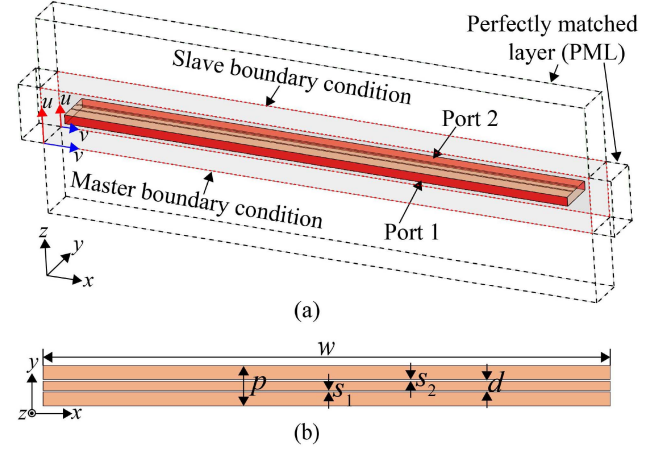 Perfectly matched
layer (PML)
Slave boundary condition
u
u
Port 2
v
v
Master boundary condition
Port 1
z
y
x
(a)
w
y
p
s1
s2
d
z
x
(b)